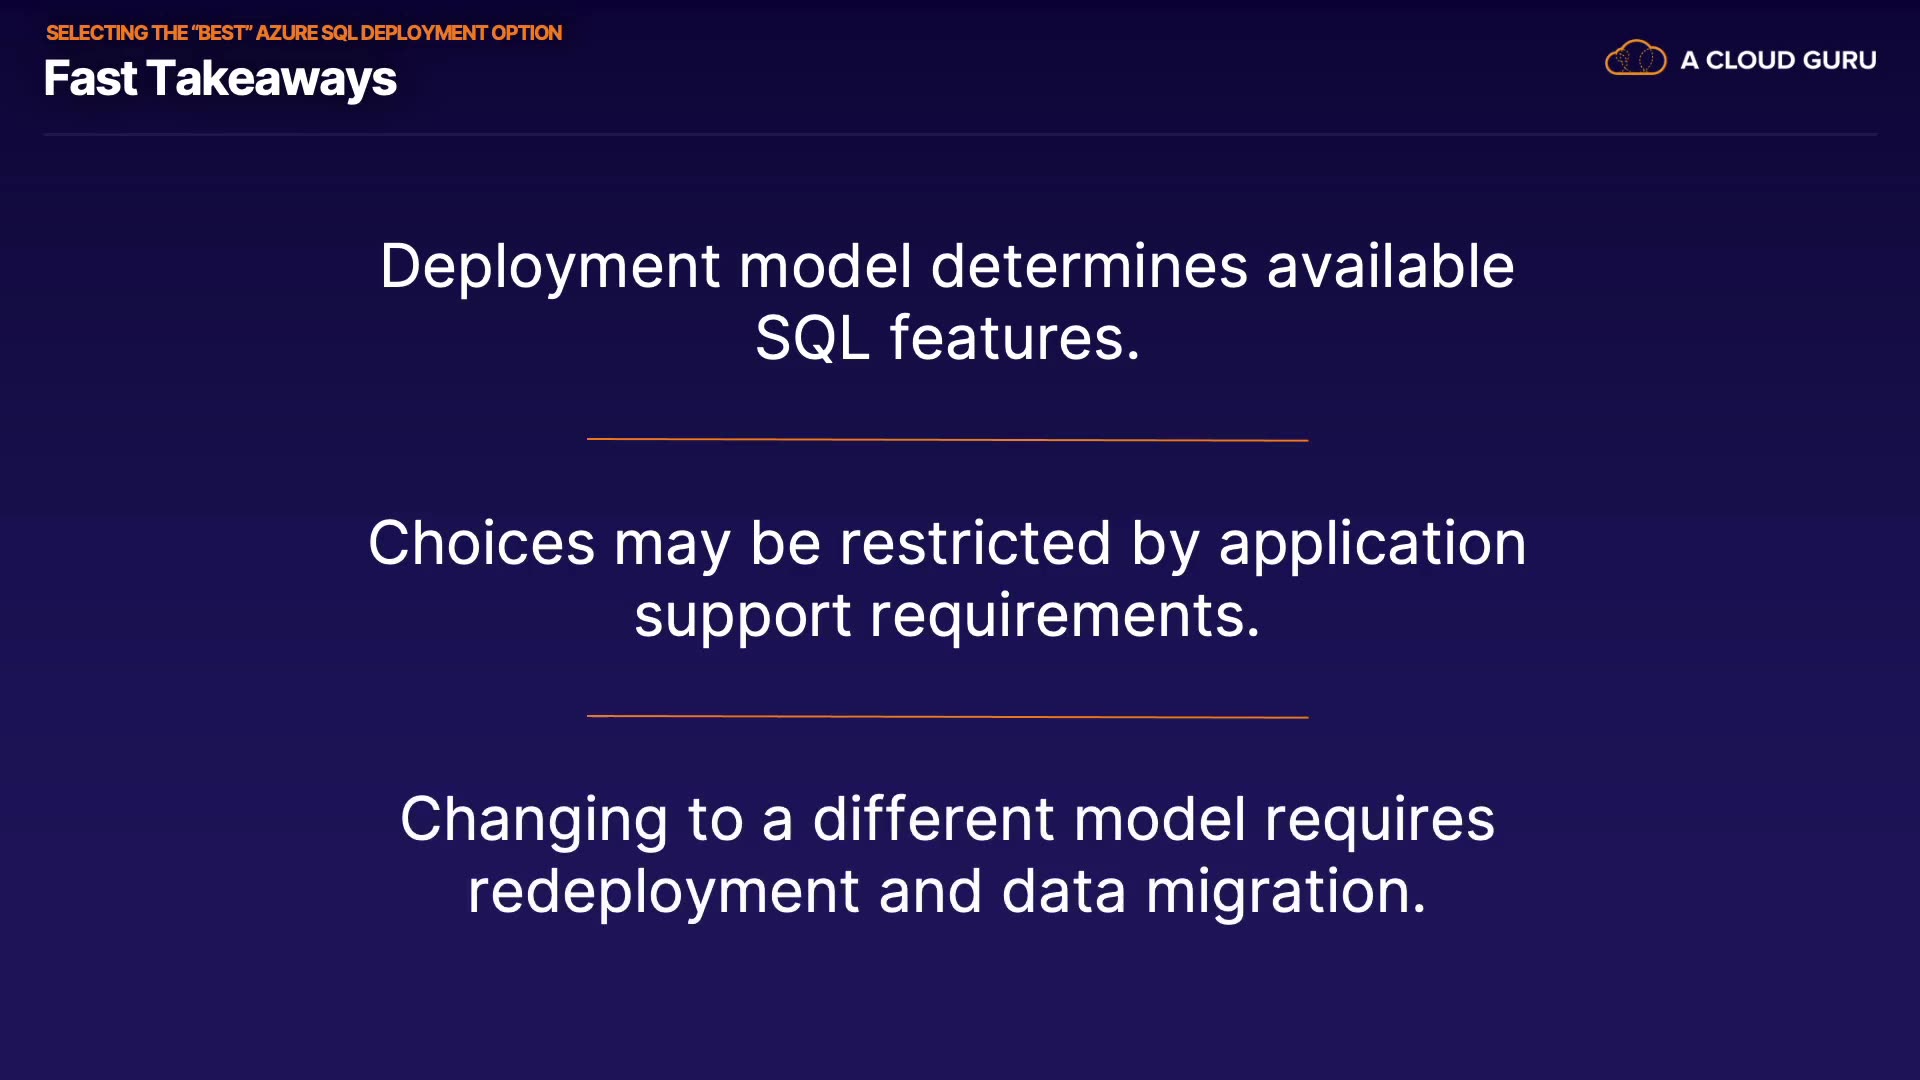 SELECTING THE “BEST” AZURE SQL DEPLOYMENT OPTION
Fast Takeaways
A CLOUD GURU
Deployment model determines available
SQL features.
Choices may be restricted by application
support requirements.
Changing to a different model requires
redeployment and data migration.